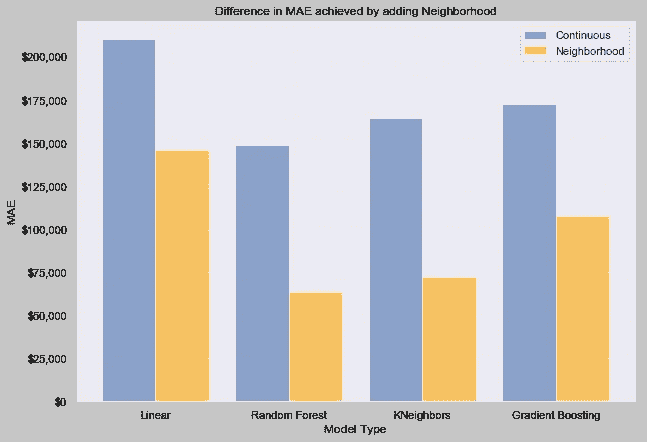 Difference in MAE achieved by adding Neighborhood
Continuous
Neighborhood
$200,000
$175,000
$150,000
$125,000
$100,000
$75,000
$50,000
$25,000
$0
MAE
Linear
Random Forest
KNeighbors
Gradient Boosting
Model Type